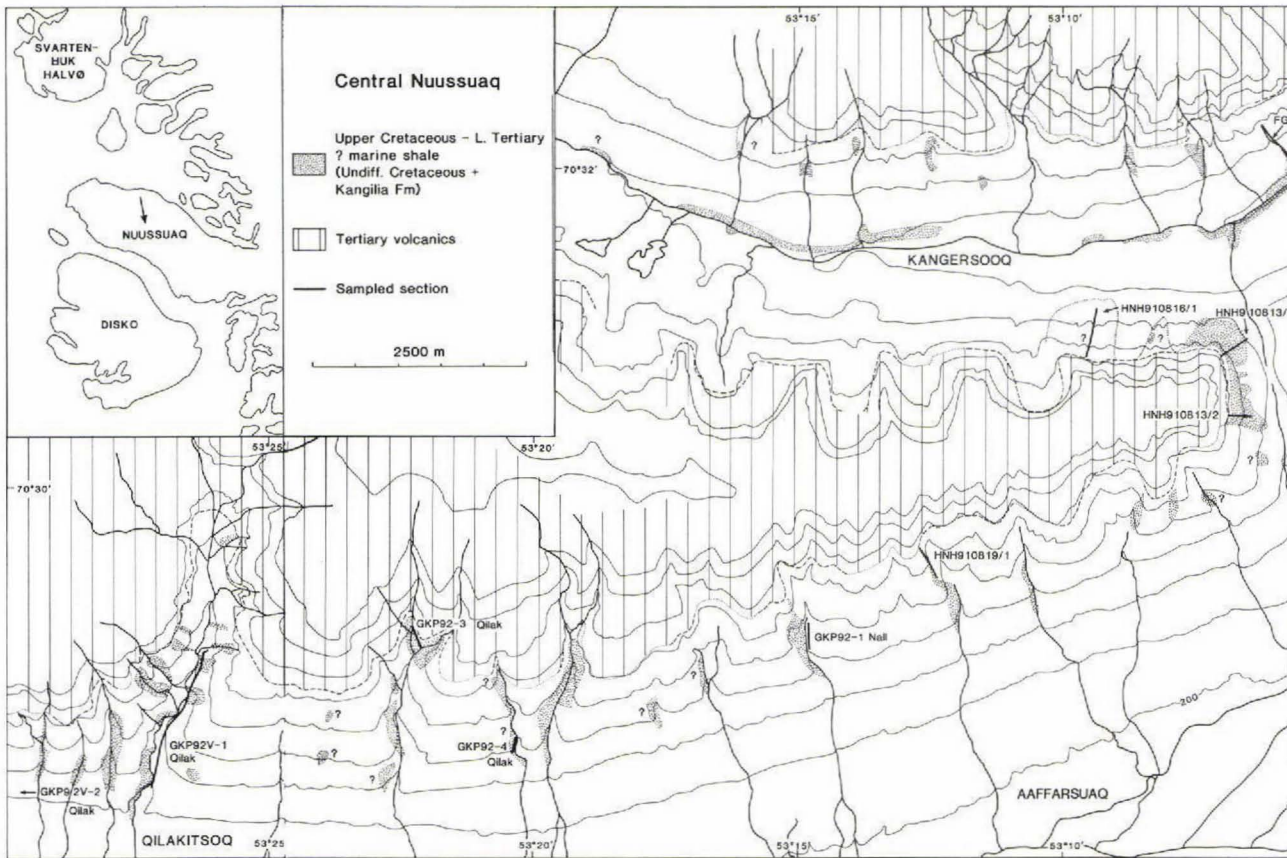 SVARTEN-
HUK
HALVØ
NUUSSUAQ
DISKO
Central Nuussuaq
Upper Cretaceous – L. Tertiary
? marine shale
(Undiff. Cretaceous +
Kangilia Fm)
Tertiary volcanics
Sampled section
2500 m
53°15'
53°10'
70°32'
?
?
FG
KANGERSOOQ
HNH910816/1
HNH910813/
?
?
HNH910813/2
53°25'
53°20'
70°30'
?
?
HNH910819/1
GKP92-3
Qilak
GKP92-1 Nall
?
?
?
?
?
200
GKP92V-1
Qilak
?
?
GKP92-4
Qilak
GKP92V-2
Qilak
AAFFARSUAQ
QILAKITSOQ
53°25'
53°20'
53°15'
53°10'